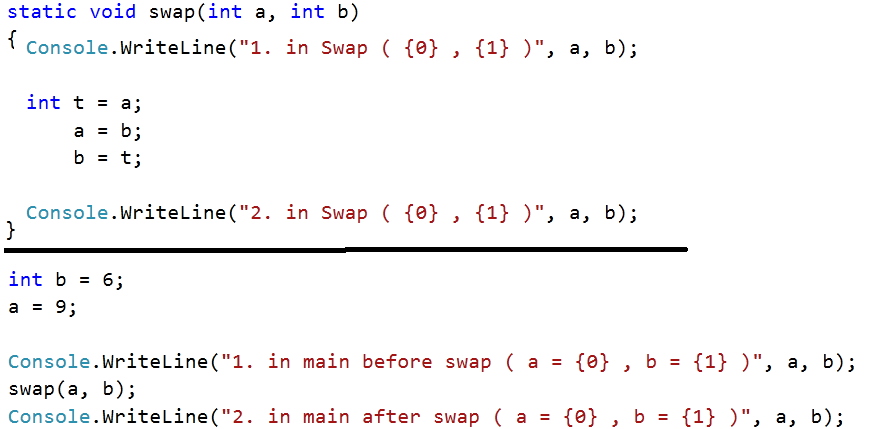 static void swap(int a, int b)
{ Console.WriteLine("1. in Swap ( {0} , {1} )", a, b);
int t = a;
a = b;
b = t;
Console.WriteLine("2. in Swap ( {0} , {1} )", a, b);
}
int b = 6;
a = 9;
Console.WriteLine("1. in main before swap ( a = {0} , b = {1} )", a, b);
swap(a, b);
Console.WriteLine("2. in main after swap ( a = {0} , b = {1} )", a, b);